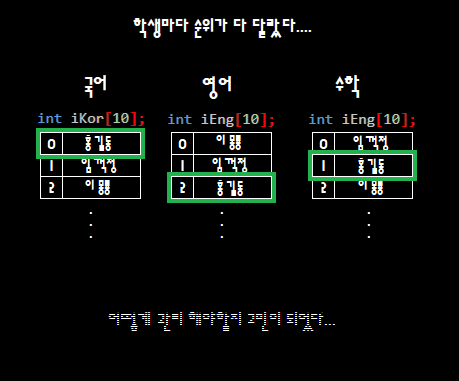 학생마다 순위가 다 달랐다....
국어 영어 수학
int iKor[10]; int iEng[10]; int iEng[10];
0 홍길동 0 이몽룡 0 임꺽정
1 임꺽정 1 임꺽정 1 홍길동
2 이몽룡 2 홍길동 2 이몽룡
어떻게 관리 해야할지 고민이 되었다...